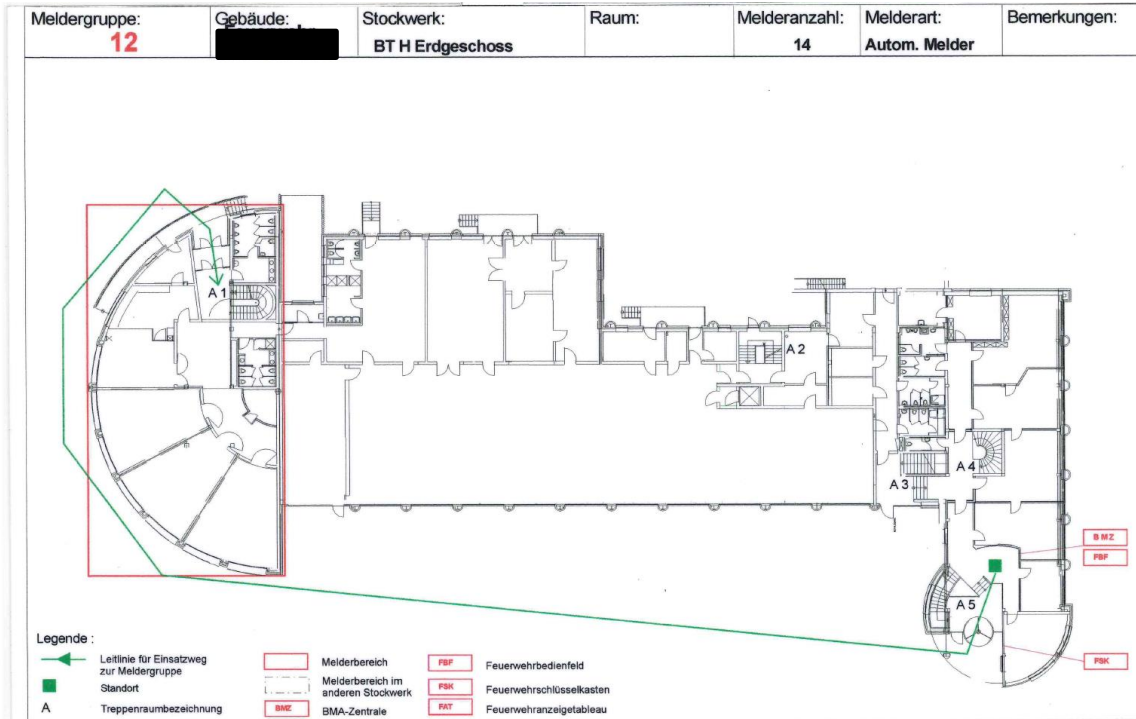 Meldergruppe:
12
Gebäude:
Stockwerk:
BT H Erdgeschoss
Raum:
Melderanzahl:
14
Melderart:
Autom. Melder
Bemerkungen:
A 1
A 2
A 3
A 4
A 5
BMZ
FBF
FSK
Legende :
Leitlinie für Einsatzweg
zur Meldergruppe
Standort
A Treppenraumbezeichnung
Melderbereich
Melderbereich im
anderen Stockwerk
BMZ BMA-Zentrale
FBF Feuerwehrbedienfeld
FSK Feuerwehrschlüsselkasten
FAT Feuerwehranzeigetableau